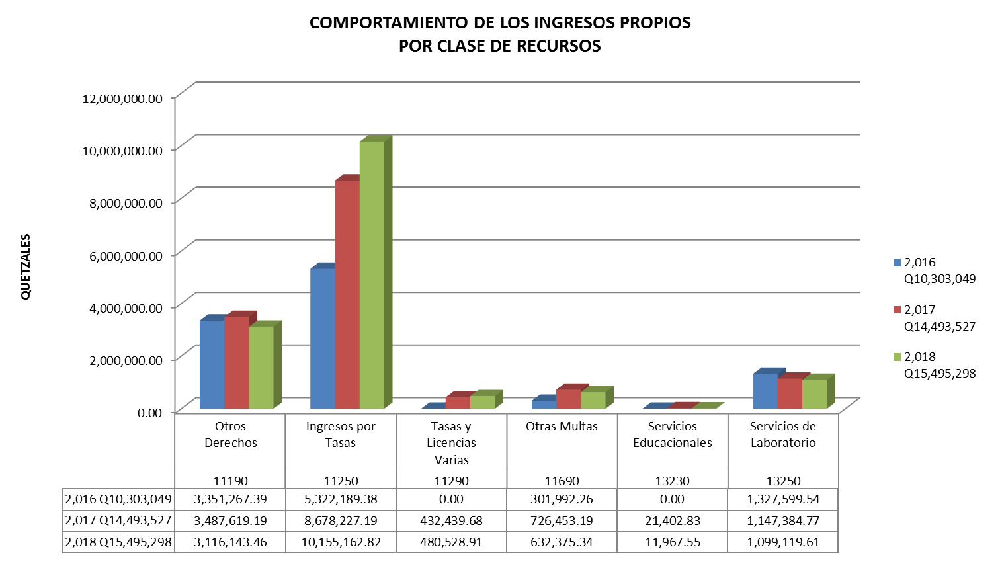 COMPORTAMIENTO DE LOS INGRESOS PROPIOS
POR CLASE DE RECURSOS
QUETZALES
12,000,000.00
10,000,000.00
8,000,000.00
6,000,000.00
4,000,000.00
2,000,000.00
0.00
2,016
Q10,303,049
2,017
Q14,493,527
2,018
Q15,495,298
Otros Ingresos por Tasas y Otras Multas Servicios Servicios de
Derechos Tasas Licencias Educacionales Laboratorio
Varias
11190 11250 11290 11690 13230 13250
2,016 Q10,303,049 3,351,267.39 5,322,189.38 0.00 301,992.26 0.00 1,327,599.54
2,017 Q14,493,527 3,487,619.19 8,678,227.19 432,439.68 726,453.19 21,402.83 1,147,384.77
2,018 Q15,495,298 3,116,143.46 10,155,162.82 480,528.91 632,375.34 11,967.55 1,099,119.61